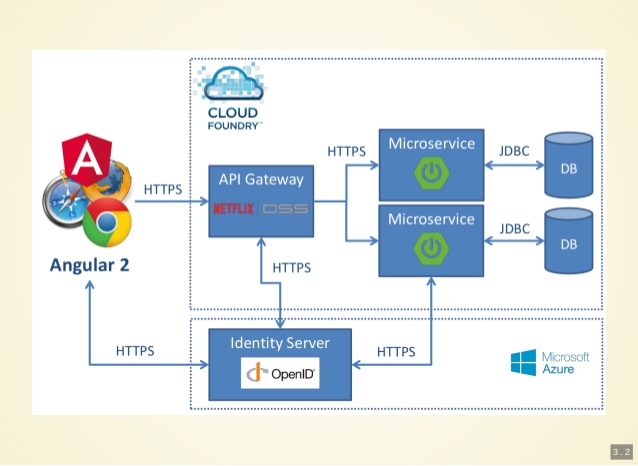 CLOUD
FOUNDRY™
Microservice
HTTPS
JDBC
DB
API Gateway
HTTPS
NETFLIX | OSS
Microservice
JDBC
DB
Angular 2
A
HTTPS
Identity Server
OpenID®
HTTPS
HTTPS
Microsoft
Azure
3.2